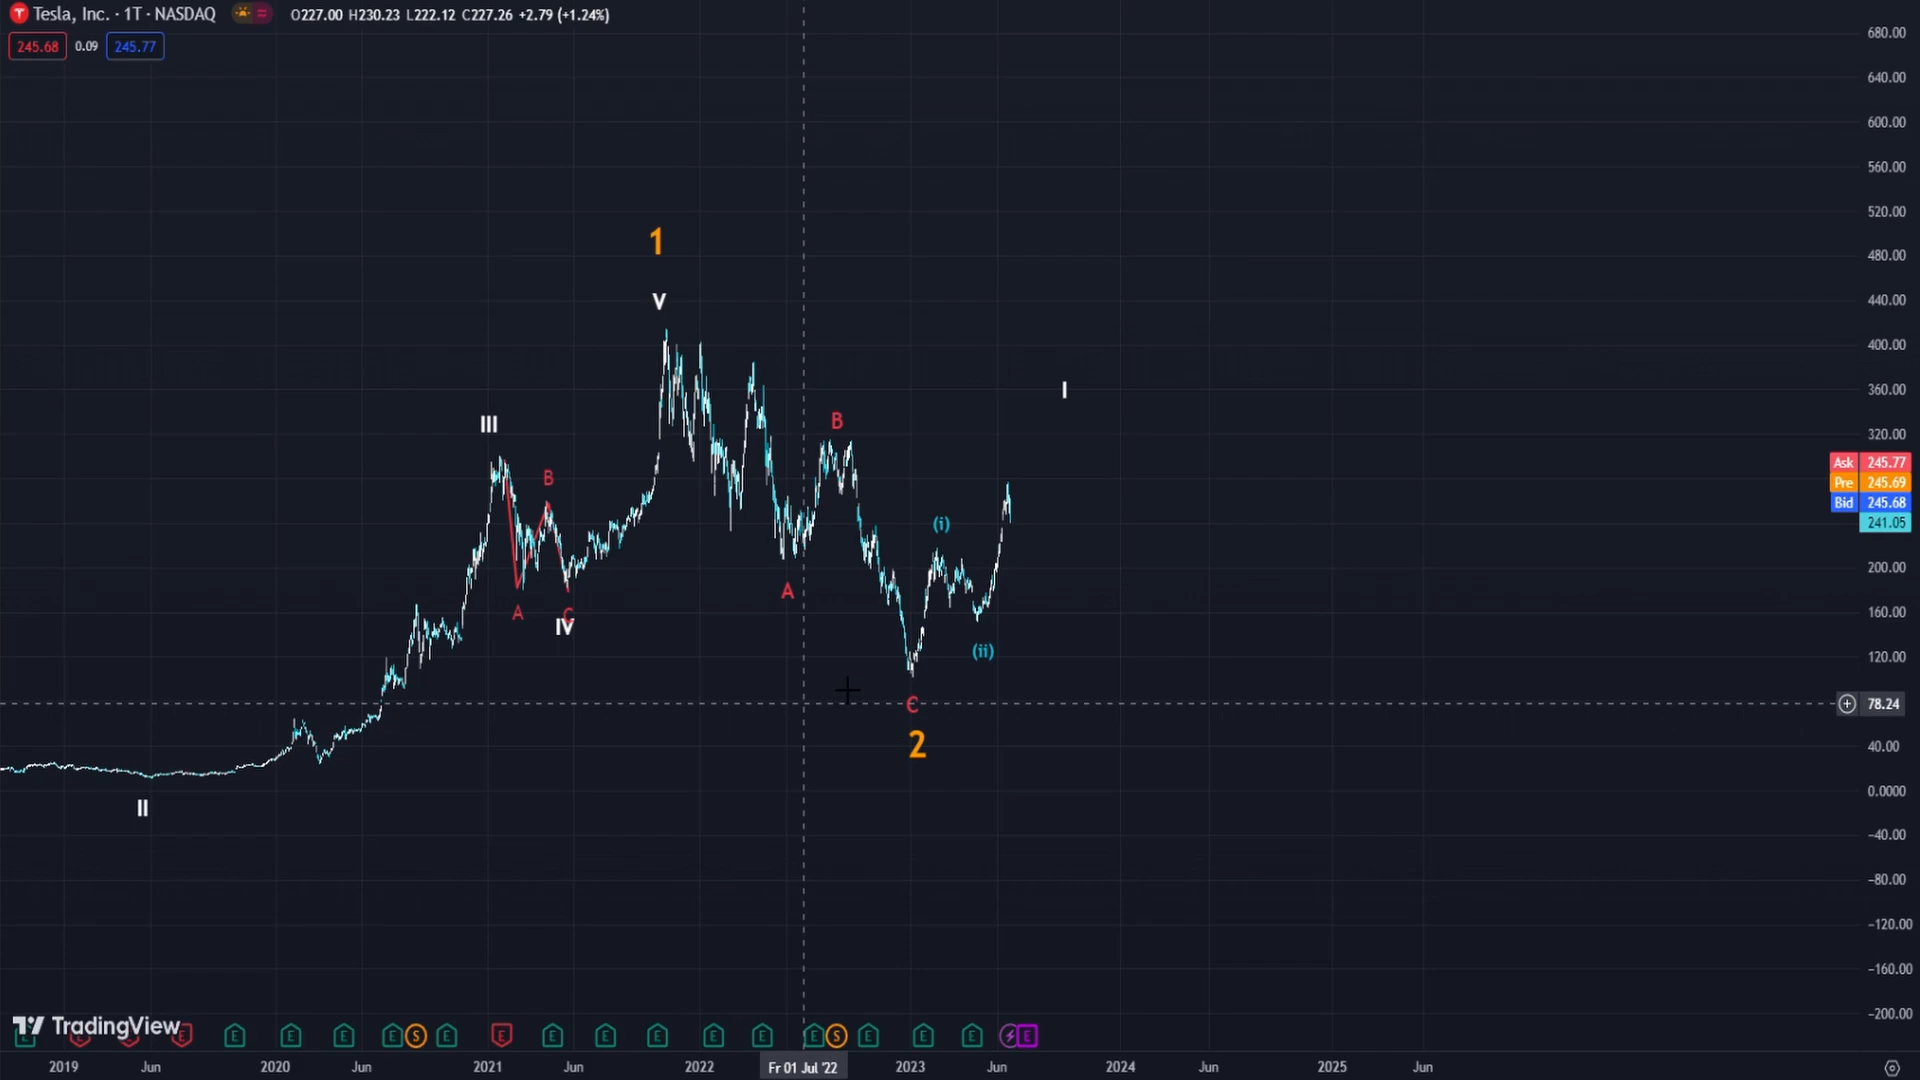 Tesla, Inc. · 1T · NASDAQ O227.00 H230.23 L222.12 C227.26 +2.79 (+1.24%)
245.68 0.09 245.77
680.00
640.00
600.00
560.00
520.00
480.00
440.00
400.00
360.00
320.00
Ask 245.77
Pre 245.69
Bid 245.68
241.05
200.00
160.00
120.00
78.24
40.00
0.0000
−40.00
−80.00
−120.00
−160.00
−200.00
1
V
I
III
B
B
(i)
A
A
C
IV
(ii)
C
2
II
TradingView
E E E E E S E E E E E E E E S E E E E
2019 Jun 2020 Jun 2021 Jun 2022 Fr 01 Jul '22 2023 Jun 2024 Jun 2025 Jun